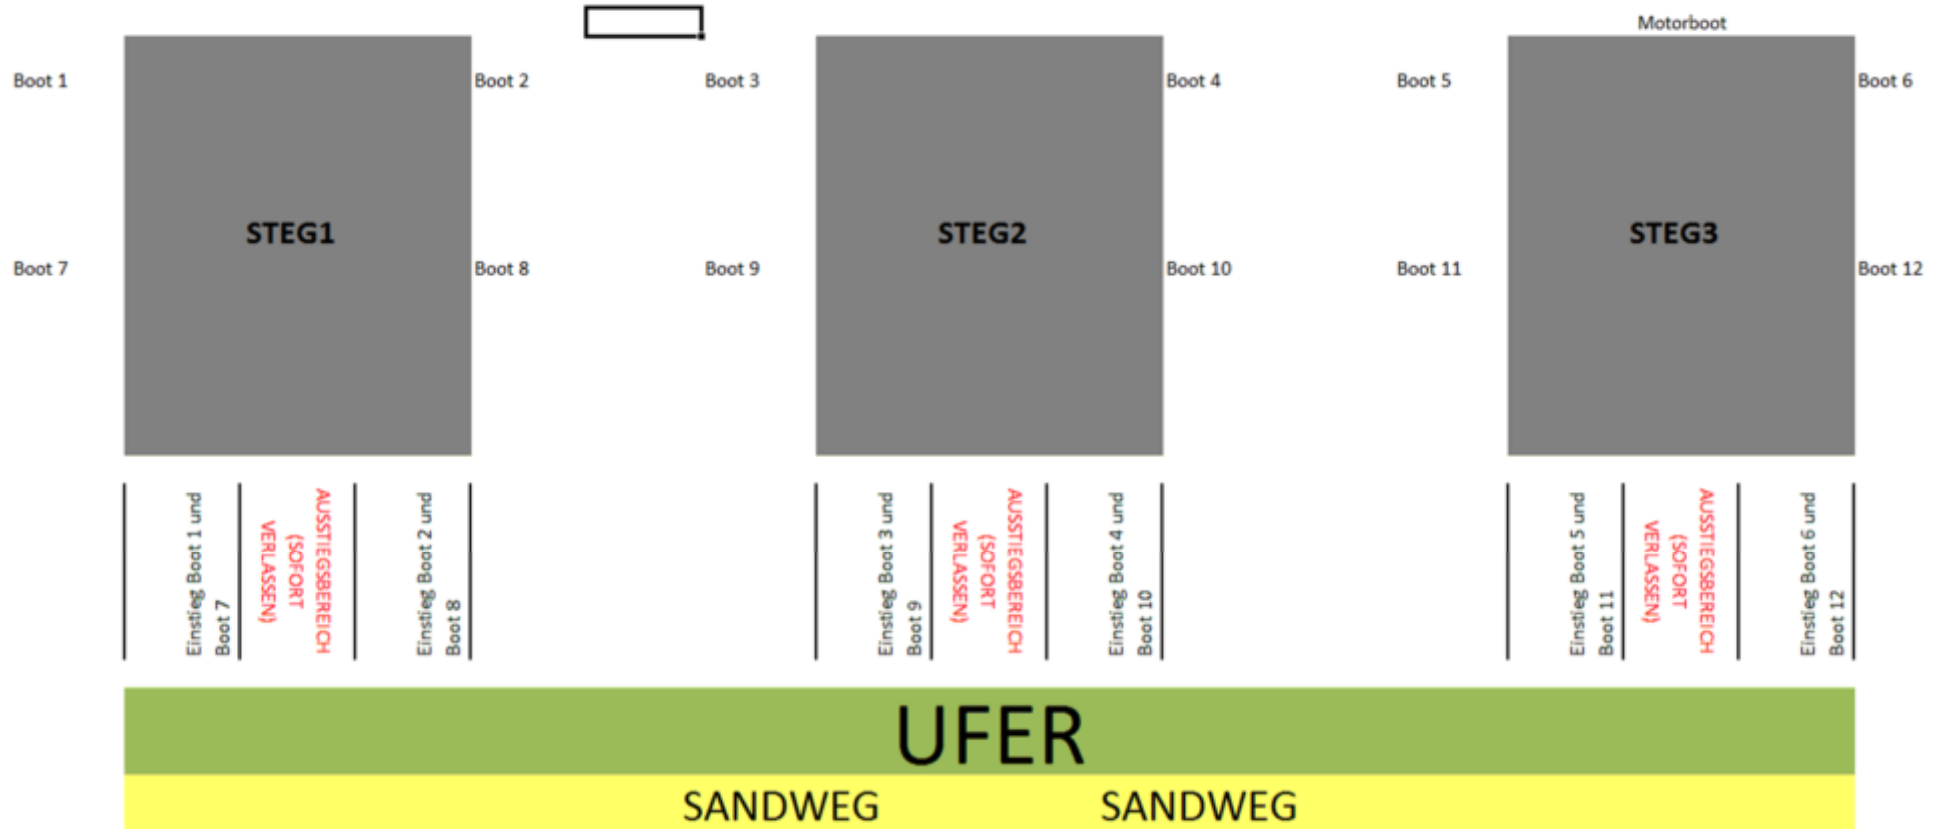 Motorboot
Boot 1
Boot 2
Boot 3
Boot 4
Boot 5
Boot 6
STEG1
STEG2
STEG3
Boot 7
Boot 8
Boot 9
Boot 10
Boot 11
Boot 12
Einstieg Boot 1 und
Boot 7
AUSSTIEGSBEREICH
(SOFORT
VERLASSEN)
Einstieg Boot 2 und
Boot 8
Einstieg Boot 3 und
Boot 9
AUSSTIEGSBEREICH
(SOFORT
VERLASSEN)
Einstieg Boot 4 und
Boot 10
Einstieg Boot 5 und
Boot 11
AUSSTIEGSBEREICH
(SOFORT
VERLASSEN)
Einstieg Boot 6 und
Boot 12
UFER
SANDWEG
SANDWEG